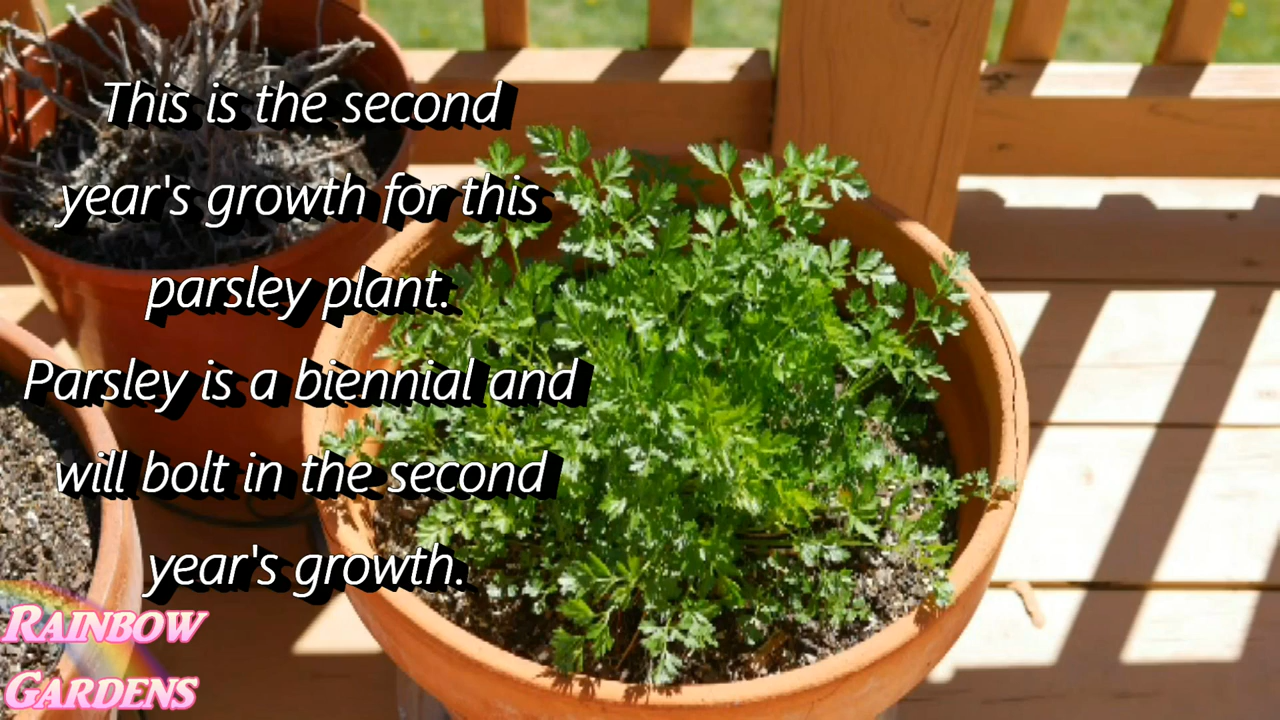 This is the second
year's growth for this
parsley plant.
Parsley is a biennial and
will bolt in the second
year's growth.
RAINBOW
GARDENS